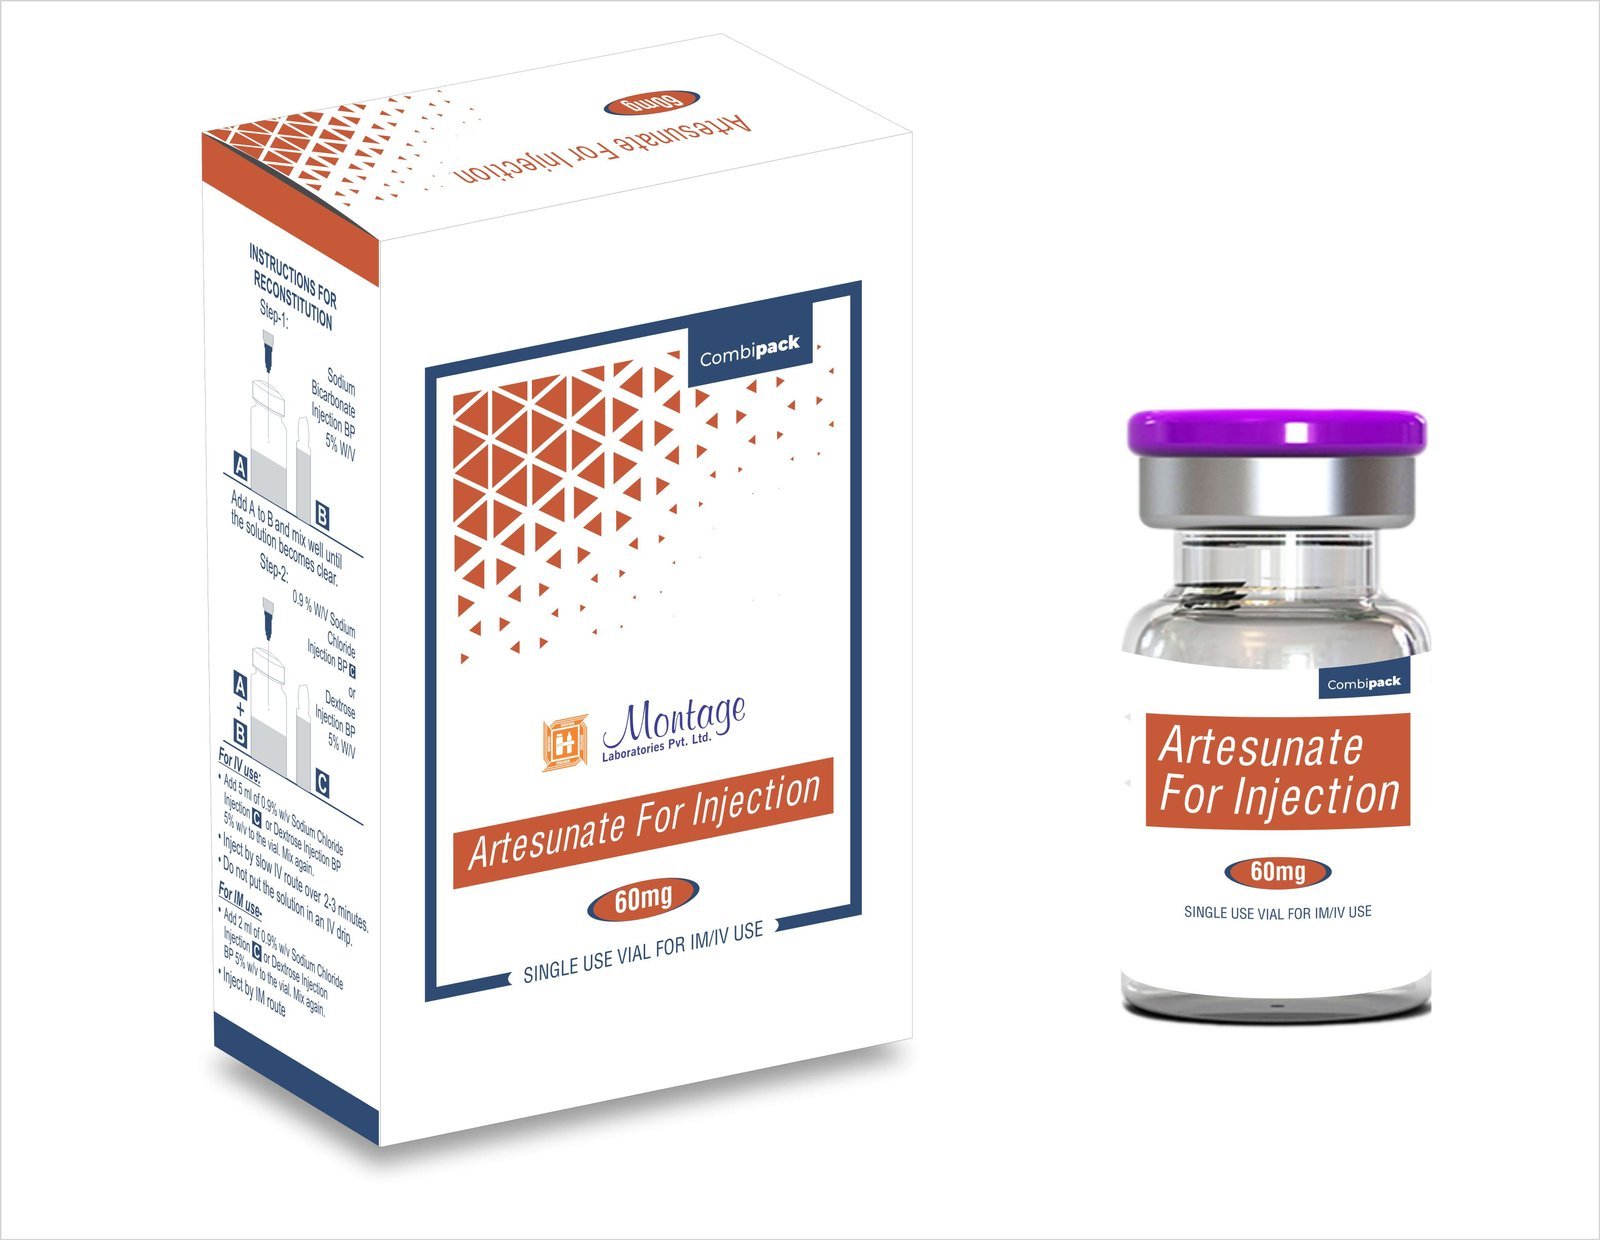 60mg
Artesunate For Injection
INSTRUCTIONS FOR
RECONSTITUTION
Step-1:
Sodium
Bicarbonate
Injection BP
5% W/V
A
B
Add A to B and mix well until
the solution becomes clear.
Step-2:
0.9 % W/V Sodium
Chloride
Injection BP C
or
Dextrose
Injection BP
5% W/V
A
+
B
C
For IV use:
• Add 5 ml of 0.9% w/v Sodium Chloride
Injection C or Dextrose Injection BP
5% w/v to the vial. Mix again.
• Inject by slow IV route over 2-3 minutes.
• Do not put the solution in an IV drip.
For IM use-
• Add 2 ml of 0.9% w/v Sodium Chloride
Injection C or Dextrose Injection
BP 5% w/v to the vial. Mix again.
• Inject by IM route
Combipack
Montage
Laboratories Pvt. Ltd.
Artesunate For Injection
60mg
SINGLE USE VIAL FOR IM/IV USE
Combipack
Artesunate
For Injection
60mg
SINGLE USE VIAL FOR IM/IV USE